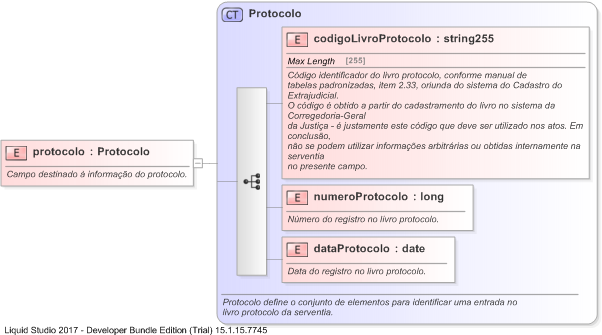 CT Protocolo
E codigoLivroProtocolo : string255
Max Length [255]
Código identificador do livro protocolo, conforme manual de
tabelas padronizadas, item 2.33, oriunda do sistema do Cadastro do
Extrajudicial.
O código é obtido a partir do cadastramento do livro no sistema da
Corregedoria-Geral
da Justiça - é justamente este código que deve ser utilizado nos atos. Em
conclusão,
não se podem utilizar informações arbitrárias ou obtidas internamente na
serventia
no presente campo.
E protocolo : Protocolo
Campo destinado á informação do protocolo.
E numeroProtocolo : long
Número do registro no livro protocolo.
E dataProtocolo : date
Data do registro no livro protocolo.
Protocolo define o conjunto de elementos para identificar uma entrada no
livro protocolo da serventia.
Liquid Studio 2017 - Developer Bundle Edition (Trial) 15.1.15.7745